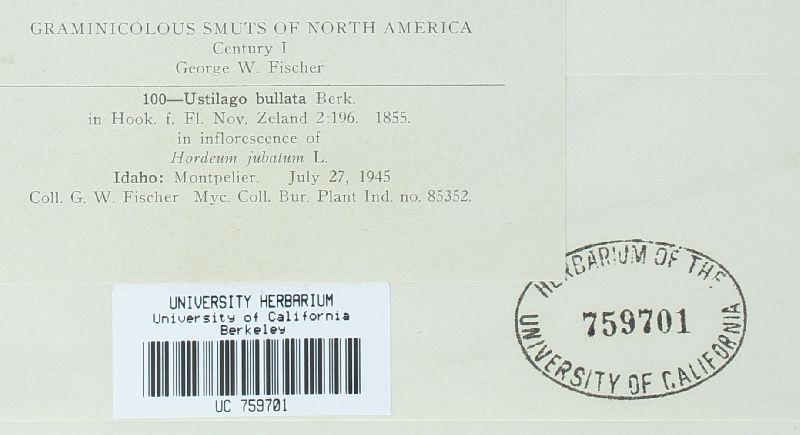 GRAMINICOLOUS SMUTS OF NORTH AMERICA
Century I
George W. Fischer
100—Ustilago bullata Berk.
in Hook. f. Fl. Nov. Zeland 2:196. 1855.
in inflorescence of
Hordeum jubatum L.
Idaho: Montpelier. July 27, 1945
Coll. G. W. Fischer Myc. Coll. Bur. Plant Ind. no. 85352.
UNIVERSITY HERBARIUM
University of California
Berkeley
UC 759701
HERBARIUM OF THE
759701
UNIVERSITY OF CALIFORNIA